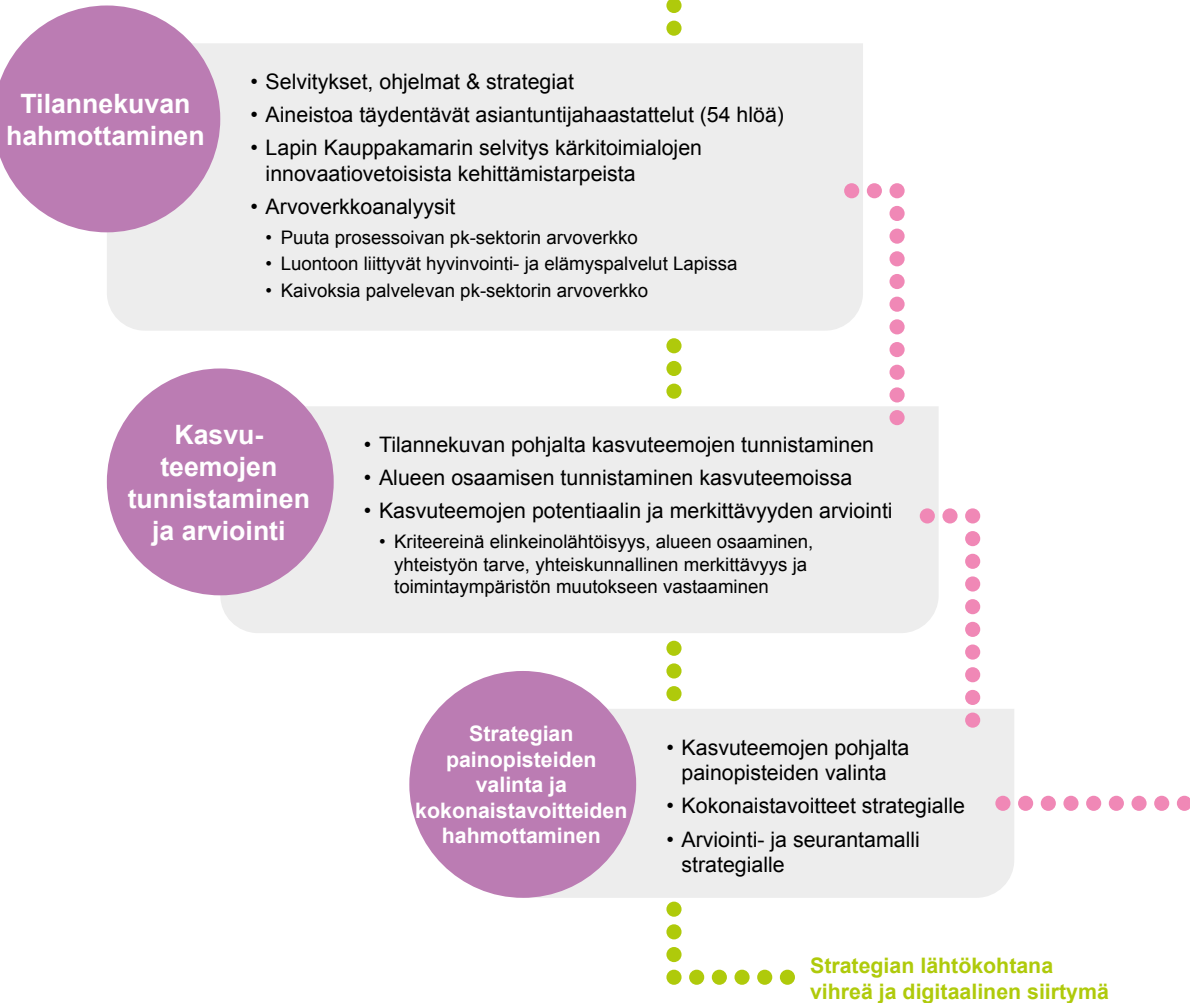 Tilannekuvan
hahmottaminen
• Selvitykset, ohjelmat & strategiat
• Aineistoa täydentävät asiantuntijahaastattelut (54 hlöä)
• Lapin Kauppakamarin selvitys kärkitoimialojen
innovaatiovetoisista kehittämistarpeista
• Arvoverkkoanalyysit
• Puuta prosessoivan pk-sektorin arvoverkko
• Luontoon liittyvät hyvinvointi- ja elämyspalvelut Lapissa
• Kaivoksia palvelevan pk-sektorin arvoverkko
Kasvu-
teemojen
tunnistaminen
ja arviointi
• Tilannekuvan pohjalta kasvuteemojen tunnistaminen
• Alueen osaamisen tunnistaminen kasvuteemoissa
• Kasvuteemojen potentiaalin ja merkittävyyden arviointi
• Kriteereinä elinkeinolähtöisyys, alueen osaaminen,
yhteistyön tarve, yhteiskunnallinen merkittävyys ja
toimintaympäristön muutokseen vastaaminen
Strategian
painopisteiden
valinta ja
kokonaistavoitteiden
hahmottaminen
• Kasvuteemojen pohjalta
painopisteiden valinta
• Kokonaistavoitteet strategialle
• Arviointi- ja seurantamalli
strategialle
Strategian lähtökohtana
vihreä ja digitaalinen siirtymä